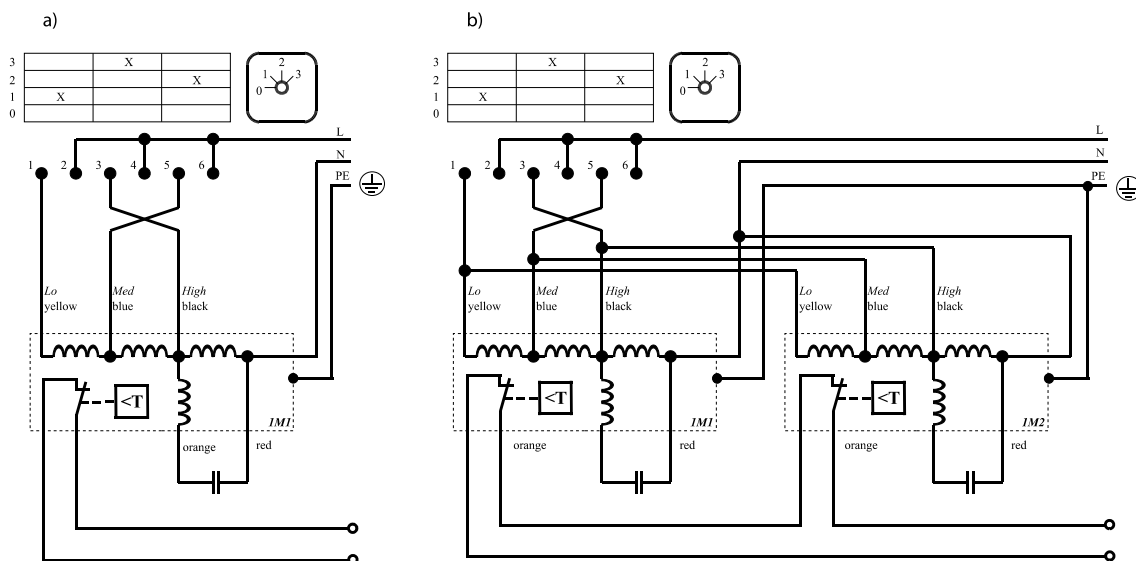 a)
3 X
2 X
1 X
0
0 1 2 3
L
N
PE
1 2 3 4 5 6
Lo Med High
yellow blue black
<T
1M1
orange red
b)
3 X
2 X
1 X
0
0 1 2 3
L
N
PE
1 2 3 4 5 6
Lo Med High Lo Med High
yellow blue black yellow blue black
<T <T
1M1 1M2
orange red orange red